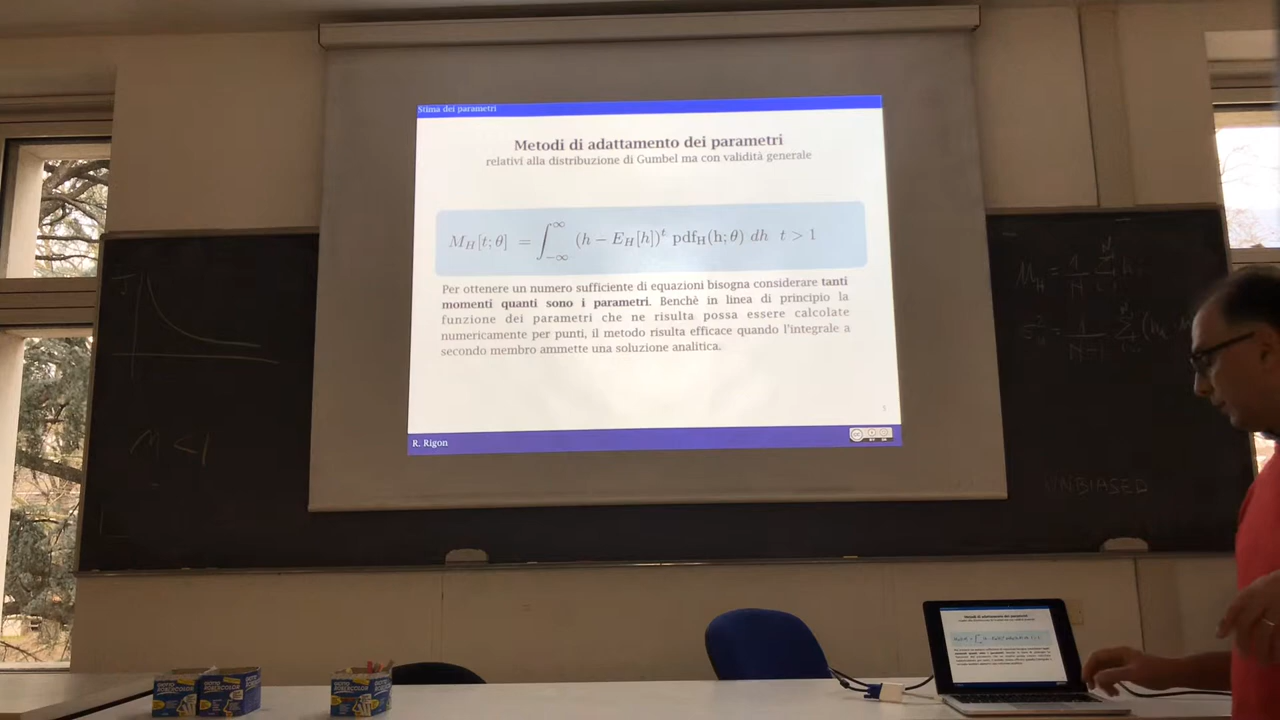 Stima dei parametri
Metodi di adattamento dei parametri
relativi alla distribuzione di Gumbel ma con validità generale
M_H[t; θ] = ∫_{-∞}^{∞} (h − E_H[h])^t pdf_H(h; θ) dh t > 1
Per ottenere un numero sufficiente di equazioni bisogna considerare tanti
momenti quanti sono i parametri. Benchè in linea di principio la
funzione dei parametri che ne risulta possa essere calcolate
numericamente per punti, il metodo risulta efficace quando l'integrale a
secondo membro ammette una soluzione analitica.
5
R. Rigon
UNBIASED